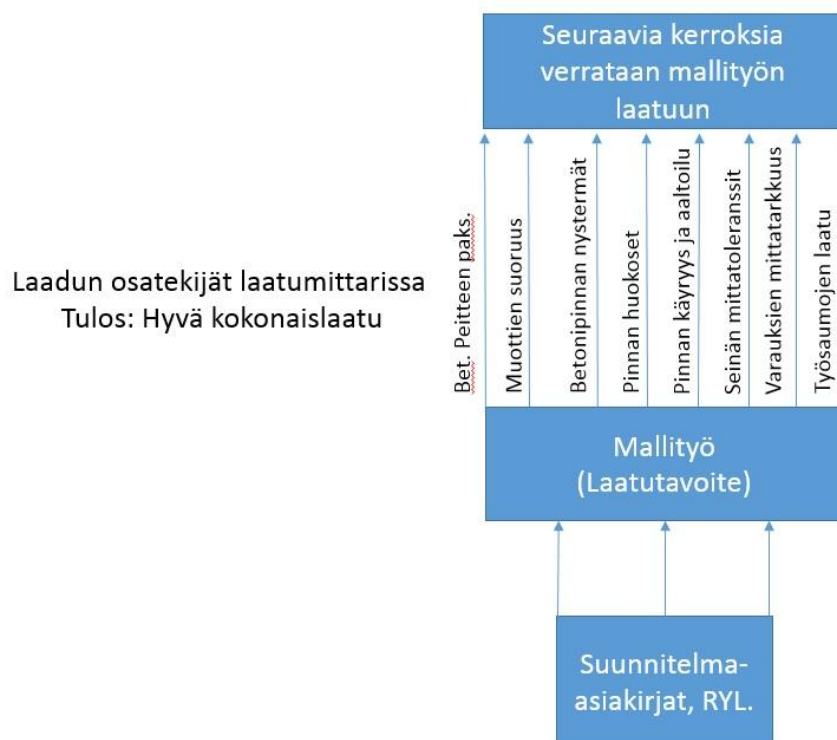 Seuraavia kerroksia
verrataan mallityön
laatuun
Laadun osatekijät laatumittarissa
Tulos: Hyvä kokonaislaatu
Bet. Peitteen paks.
Muottien suoruus
Betonipinnan nystermät
Pinnan huokoset
Pinnan käyryys ja aaltoilu
Seinän mittatoleranssit
Varauksien mittatarkkuus
Työsaumojen laatu
Mallityö
(Laatutavoite)
Suunnitelma-
asiakirjat, RYL.